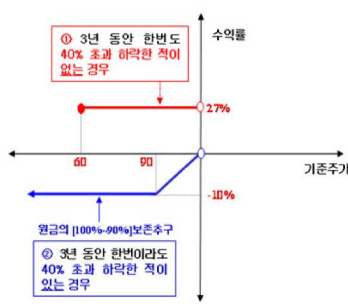 ① 3년 동안 한번도
40% 초과 하락한 적이
없는 경우
수익률
27%
60
90
기준주가
-10%
원금의 [100%~90%]보존추구
② 3년 동안 한번이라도
40% 초과 하락한 적이
있는 경우